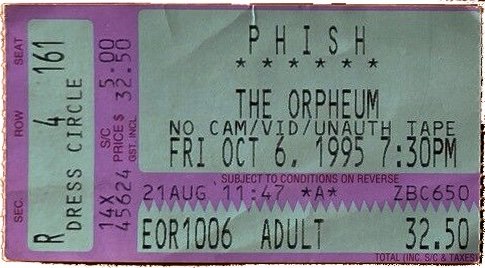 SEAT 161
ROW 4
SEC. R DRESS CIRCLE
S/C 5.00
PRICE $ 32.50
GST. INCL
14X
45624
PHISH
******
THE ORPHEUM
NO CAM/VID/UNAUTH TAPE
FRI OCT 6, 1995 7:30PM
SUBJECT TO CONDITIONS ON REVERSE
21AUG 11:47 *A* ZBC650
EOR1006 ADULT 32.50
TOTAL (INC. S/C & TAXES)